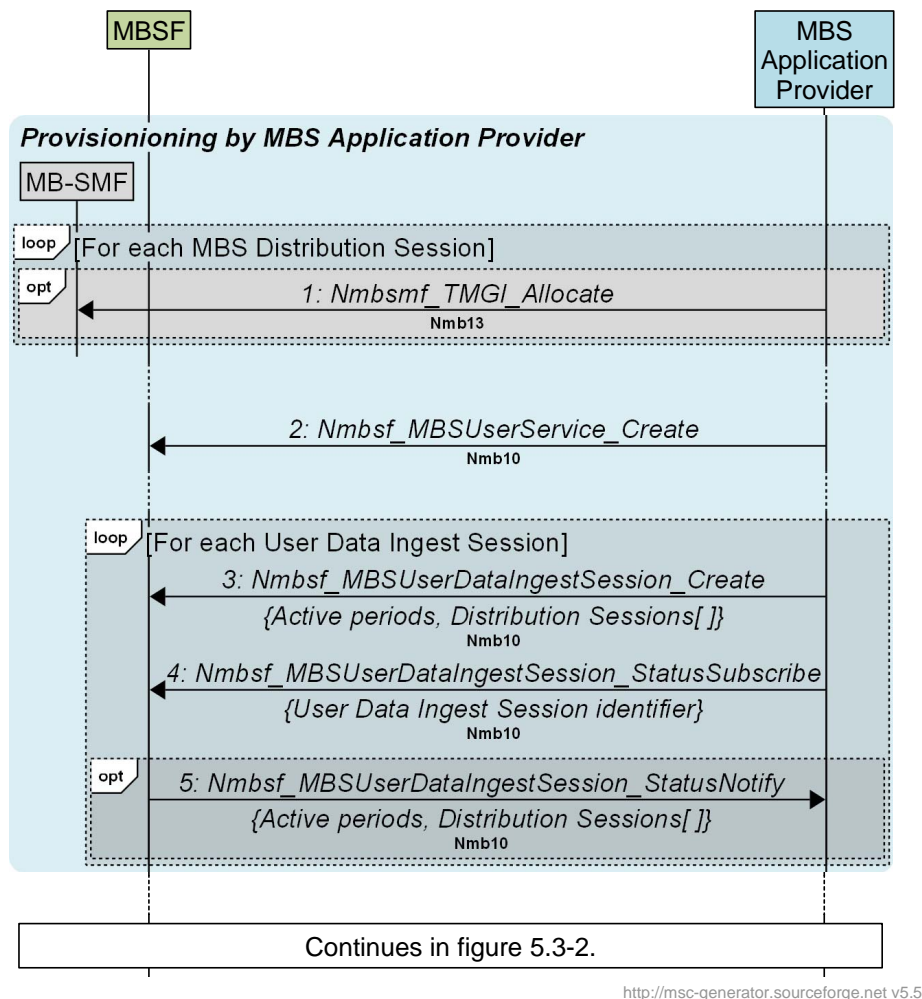 MBSF
MBS
Application
Provider
Provisionioning by MBS Application Provider
MB-SMF
loop
[For each MBS Distribution Session]
opt
1: Nmbsmf_TMGI_Allocate
Nmb13
2: Nmbsf_MBSUserService_Create
Nmb10
loop
[For each User Data Ingest Session]
3: Nmbsf_MBSUserDataIngestSession_Create
{Active periods, Distribution Sessions[ ]}
Nmb10
4: Nmbsf_MBSUserDataIngestSession_StatusSubscribe
{User Data Ingest Session identifier}
Nmb10
opt
5: Nmbsf_MBSUserDataIngestSession_StatusNotify
{Active periods, Distribution Sessions[ ]}
Nmb10
Continues in figure 5.3-2.
http://msc-generator.sourceforge.net v5.5